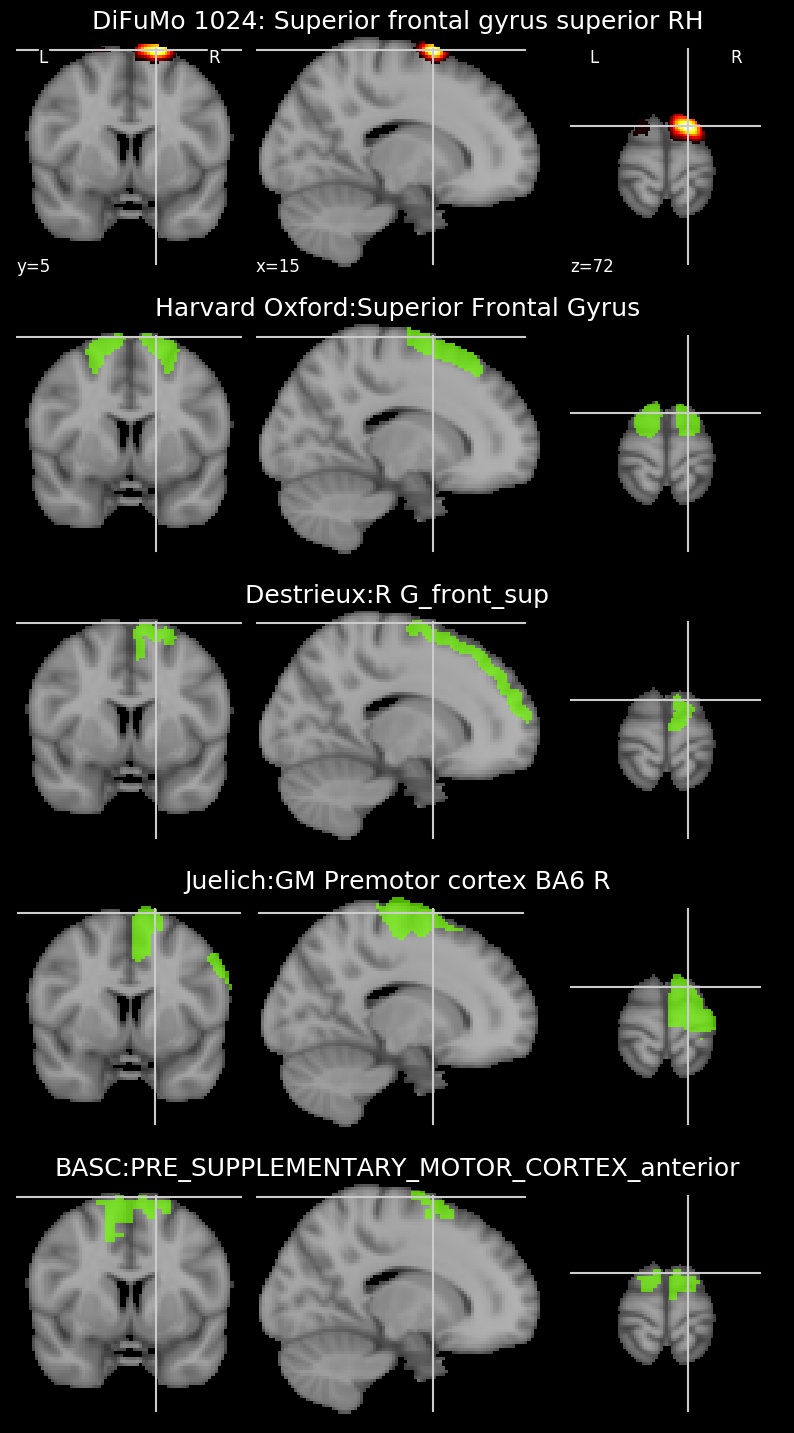 DiFuMo 1024: Superior frontal gyrus superior RH
L R L R
y=5 x=15 z=72
Harvard Oxford:Superior Frontal Gyrus
Destrieux:R G_front_sup
Juelich:GM Premotor cortex BA6 R
BASC:PRE_SUPPLEMENTARY_MOTOR_CORTEX_anterior